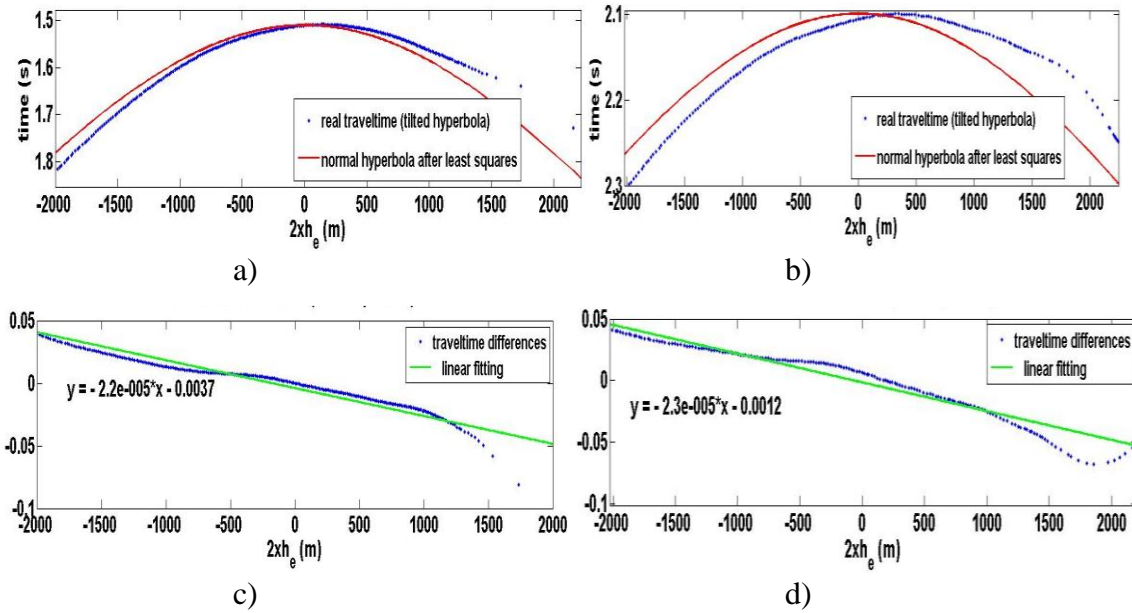 1.5
1.6
1.7
1.8
time (s)
real traveltime (tilted hyperbola)
normal hyperbola after least squares
-2000 -1500 -1000 -500 0 500 1000 1500 2000
2xh_e (m)
a)
2.1
2.2
2.3
time (s)
real traveltime (tilted hyperbola)
normal hyperbola after least squares
-2000 -1500 -1000 -500 0 500 1000 1500 2000
2xh_e (m)
b)
0.05
0
-0.05
-0.1
traveltime differences
linear fitting
y = - 2.2e-005*x - 0.0037
-2000 -1500 -1000 -500 0 500 1000 1500 2000
2xh_e (m)
c)
0.05
0
-0.05
-0.1
traveltime differences
linear fitting
y = - 2.3e-005*x - 0.0012
-2000 -1500 -1000 -500 0 500 1000 1500 2000
2xh_e (m)
d)